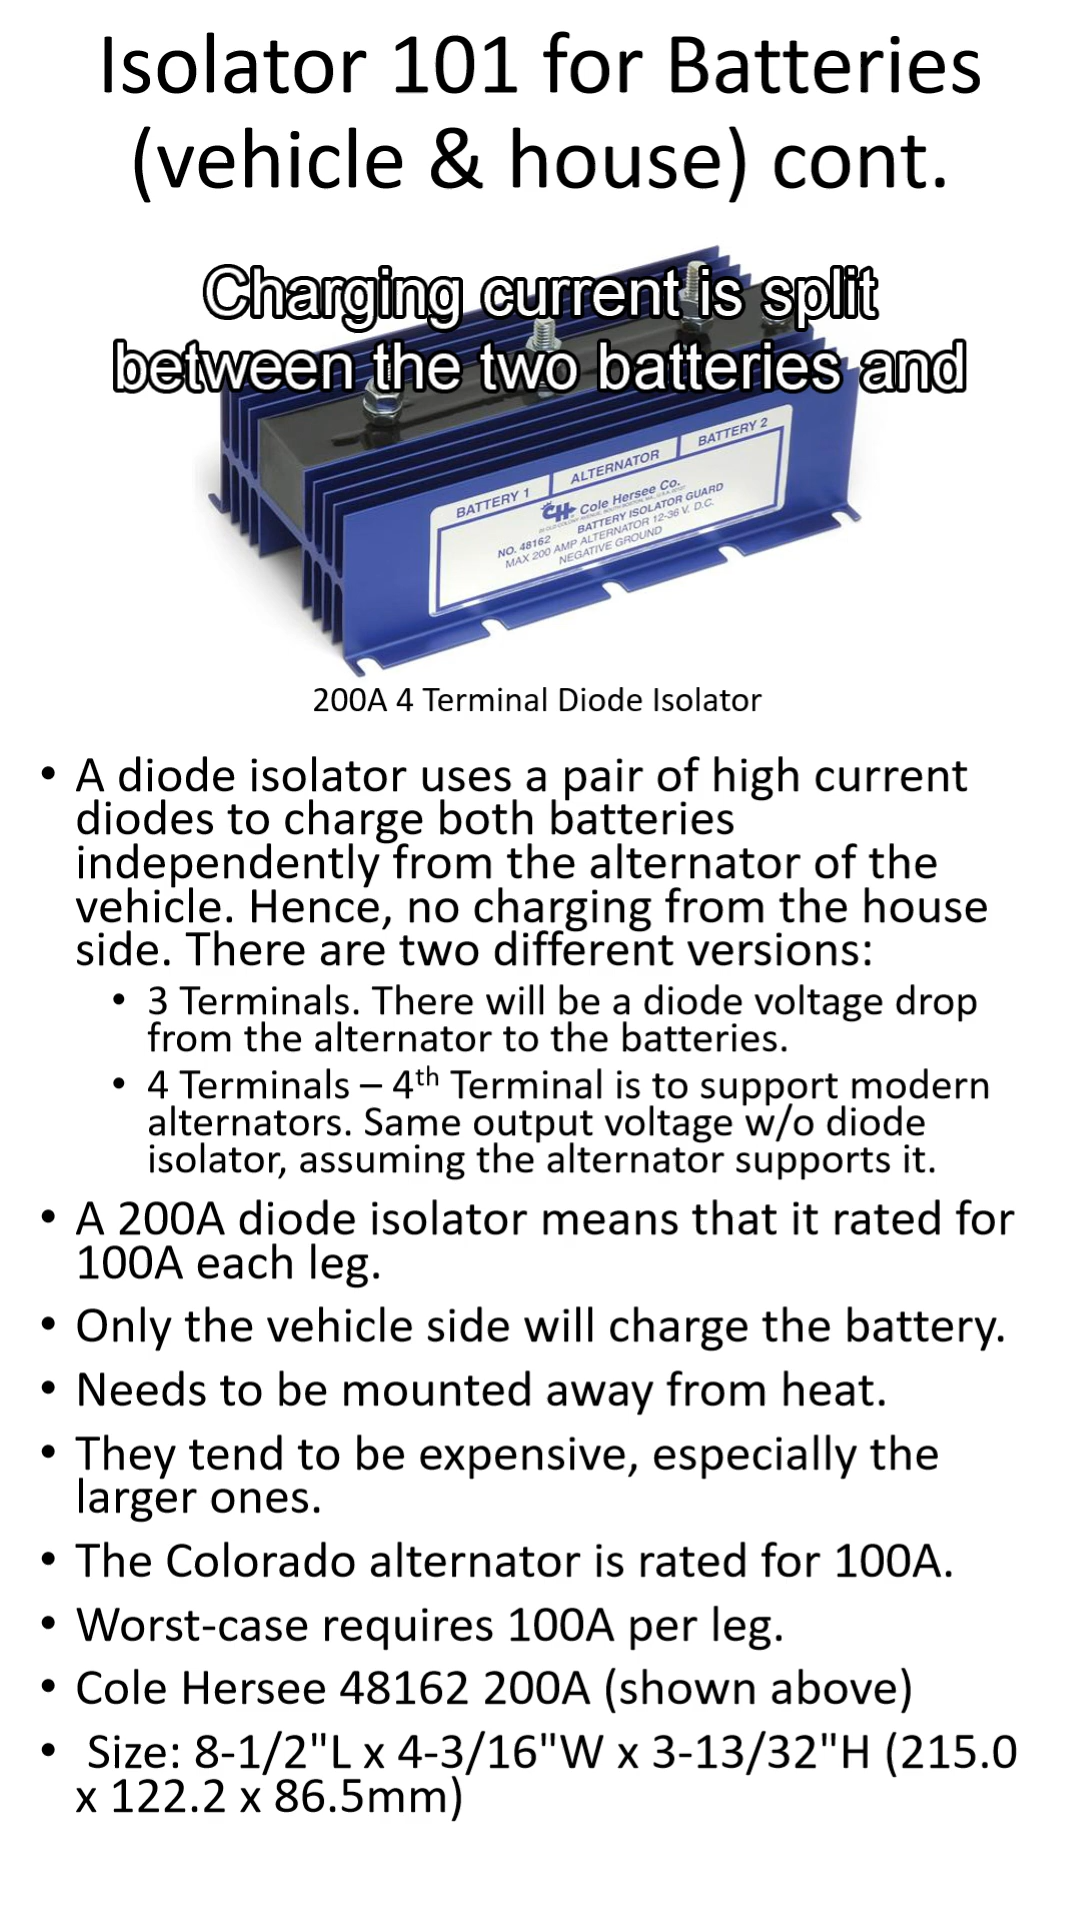 Isolator 101 for Batteries
(vehicle & house) cont.
Charging current is split
between the two batteries and
BATTERY 1
ALTERNATOR
BATTERY 2
CH
Cole Hersee Co.
BATTERY ISOLATOR GUARD
NO. 48162
MAX 200 AMP ALTERNATOR 12-36 V. D.C.
NEGATIVE GROUND
200A 4 Terminal Diode Isolator
• A diode isolator uses a pair of high current
diodes to charge both batteries
independently from the alternator of the
vehicle. Hence, no charging from the house
side. There are two different versions:
• 3 Terminals. There will be a diode voltage drop
from the alternator to the batteries.
• 4 Terminals – 4th Terminal is to support modern
alternators. Same output voltage w/o diode
isolator, assuming the alternator supports it.
• A 200A diode isolator means that it rated for
100A each leg.
• Only the vehicle side will charge the battery.
• Needs to be mounted away from heat.
• They tend to be expensive, especially the
larger ones.
• The Colorado alternator is rated for 100A.
• Worst-case requires 100A per leg.
• Cole Hersee 48162 200A (shown above)
• Size: 8-1/2"L x 4-3/16"W x 3-13/32"H (215.0
x 122.2 x 86.5mm)